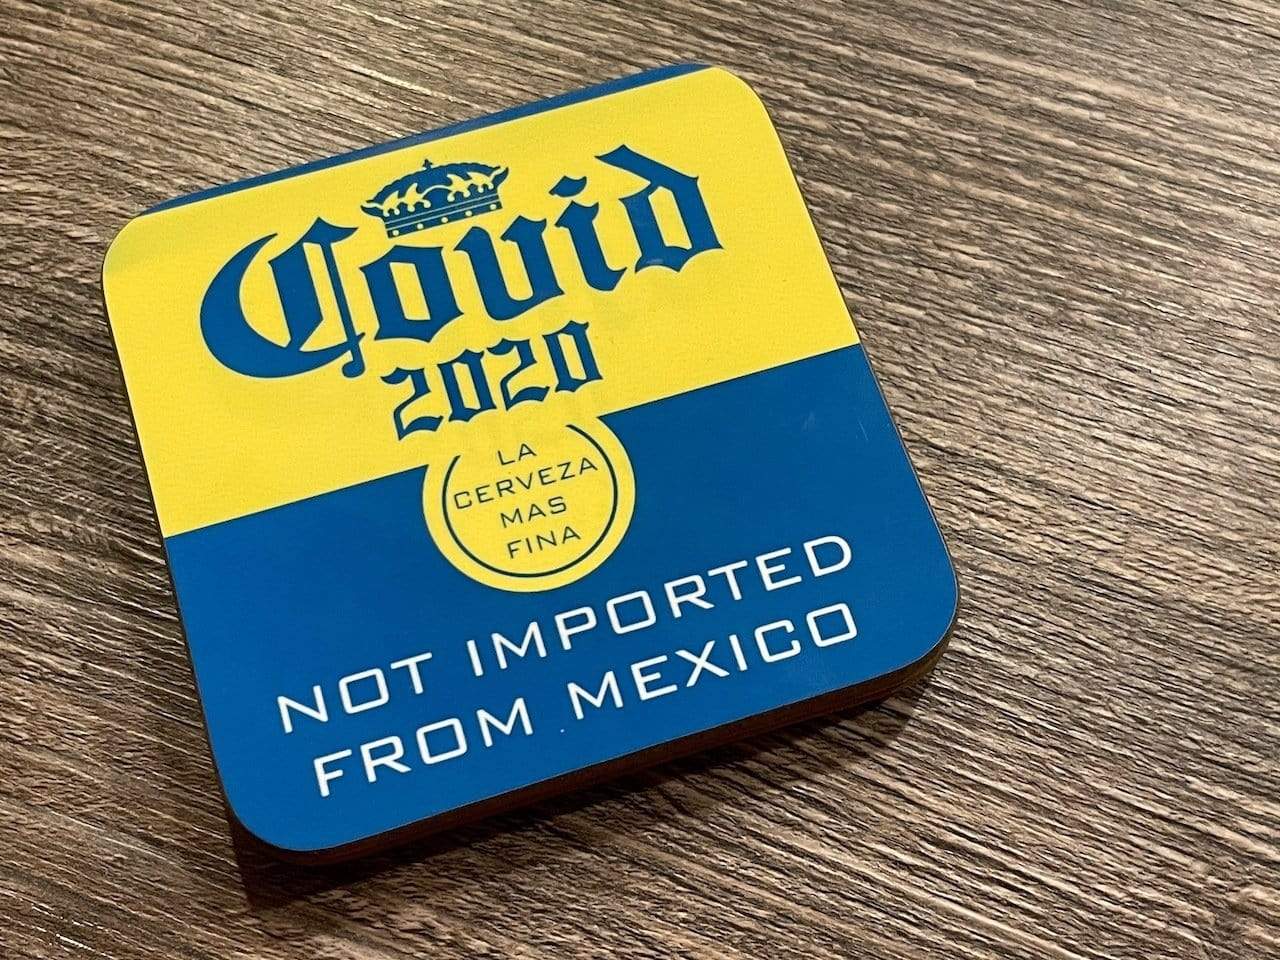 Covid
2020
LA
CERVEZA
MAS
FINA
NOT IMPORTED
FROM MEXICO